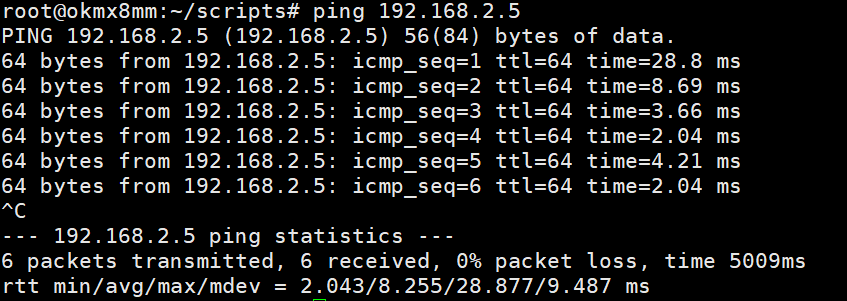 root@okmx8mm:~/scripts# ping 192.168.2.5
PING 192.168.2.5 (192.168.2.5) 56(84) bytes of data.
64 bytes from 192.168.2.5: icmp_seq=1 ttl=64 time=28.8 ms
64 bytes from 192.168.2.5: icmp_seq=2 ttl=64 time=8.69 ms
64 bytes from 192.168.2.5: icmp_seq=3 ttl=64 time=3.66 ms
64 bytes from 192.168.2.5: icmp_seq=4 ttl=64 time=2.04 ms
64 bytes from 192.168.2.5: icmp_seq=5 ttl=64 time=4.21 ms
64 bytes from 192.168.2.5: icmp_seq=6 ttl=64 time=2.04 ms
^C
--- 192.168.2.5 ping statistics ---
6 packets transmitted, 6 received, 0% packet loss, time 5009ms
rtt min/avg/max/mdev = 2.043/8.255/28.877/9.487 ms